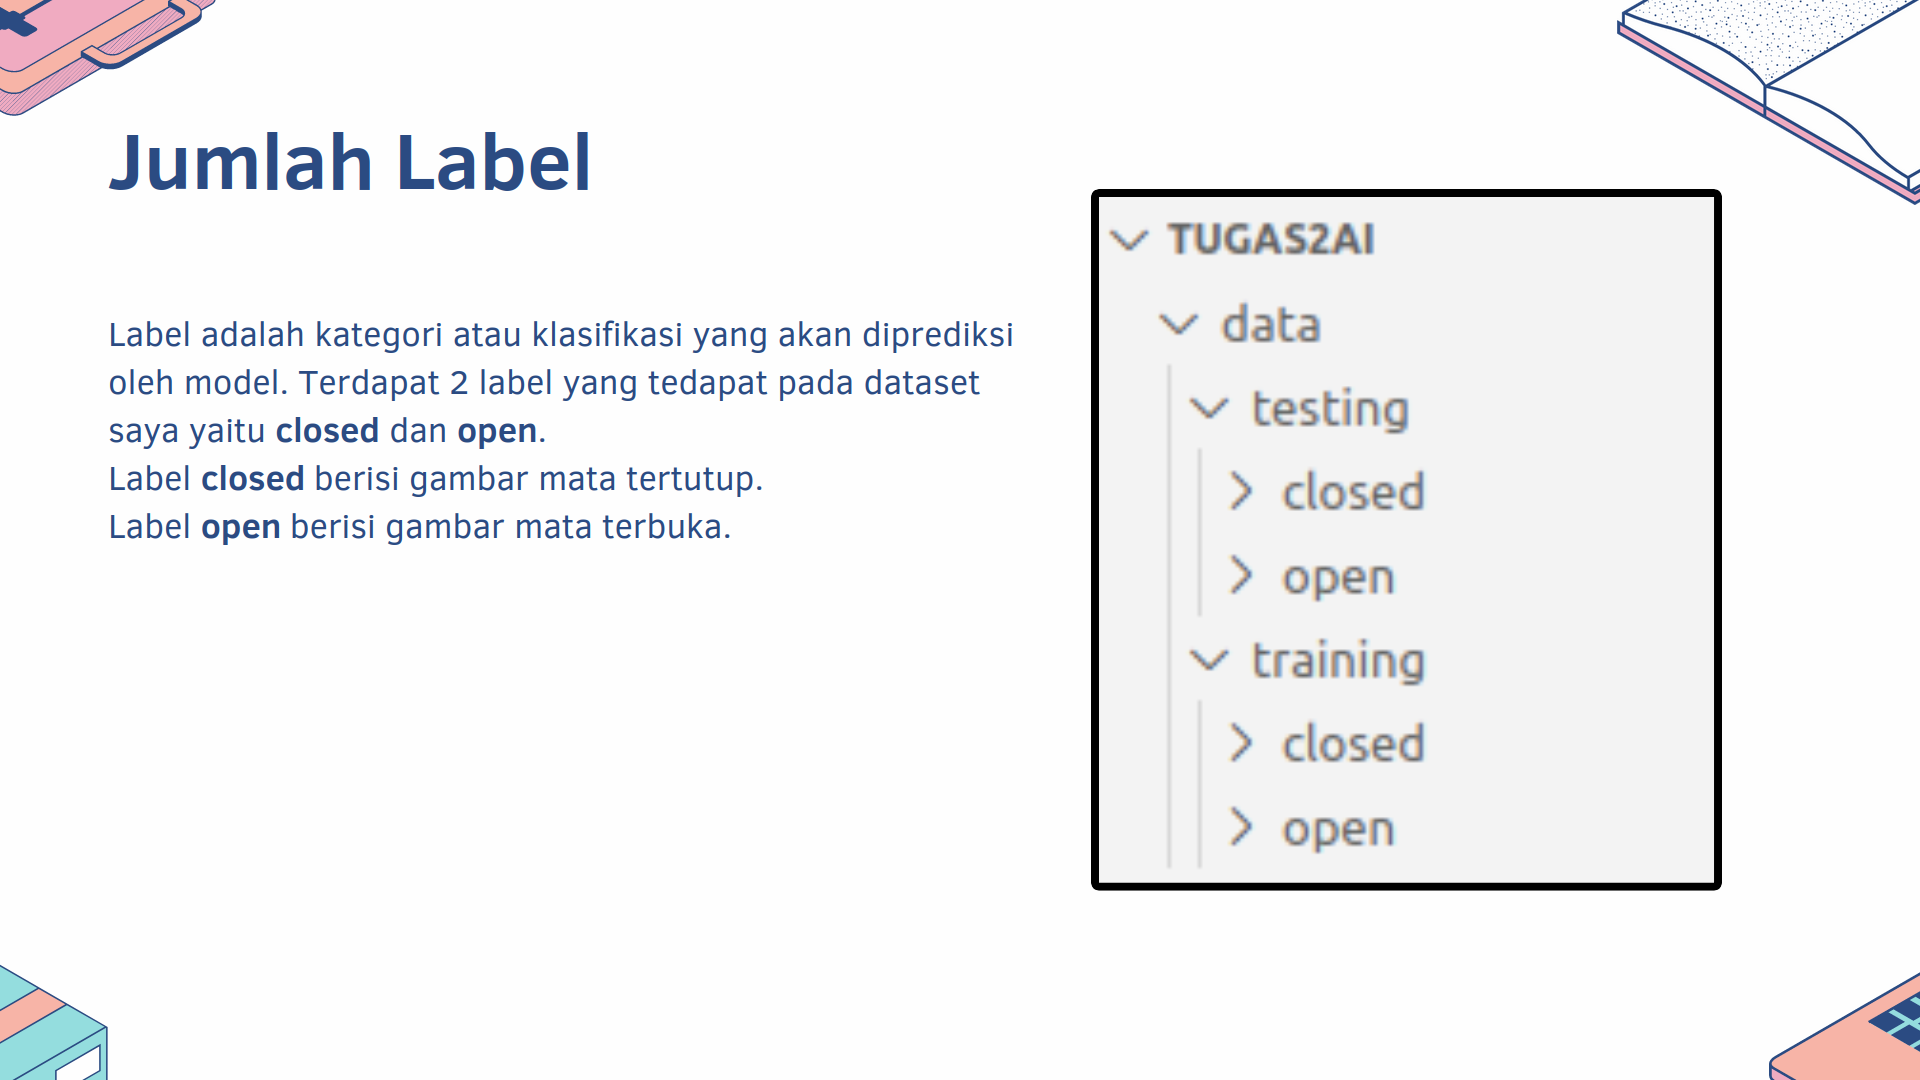 Jumlah Label
Label adalah kategori atau klasifikasi yang akan diprediksi
oleh model. Terdapat 2 label yang tedapat pada dataset
saya yaitu closed dan open.
Label closed berisi gambar mata tertutup.
Label open berisi gambar mata terbuka.
TUGAS2AI
data
testing
closed
open
training
closed
open